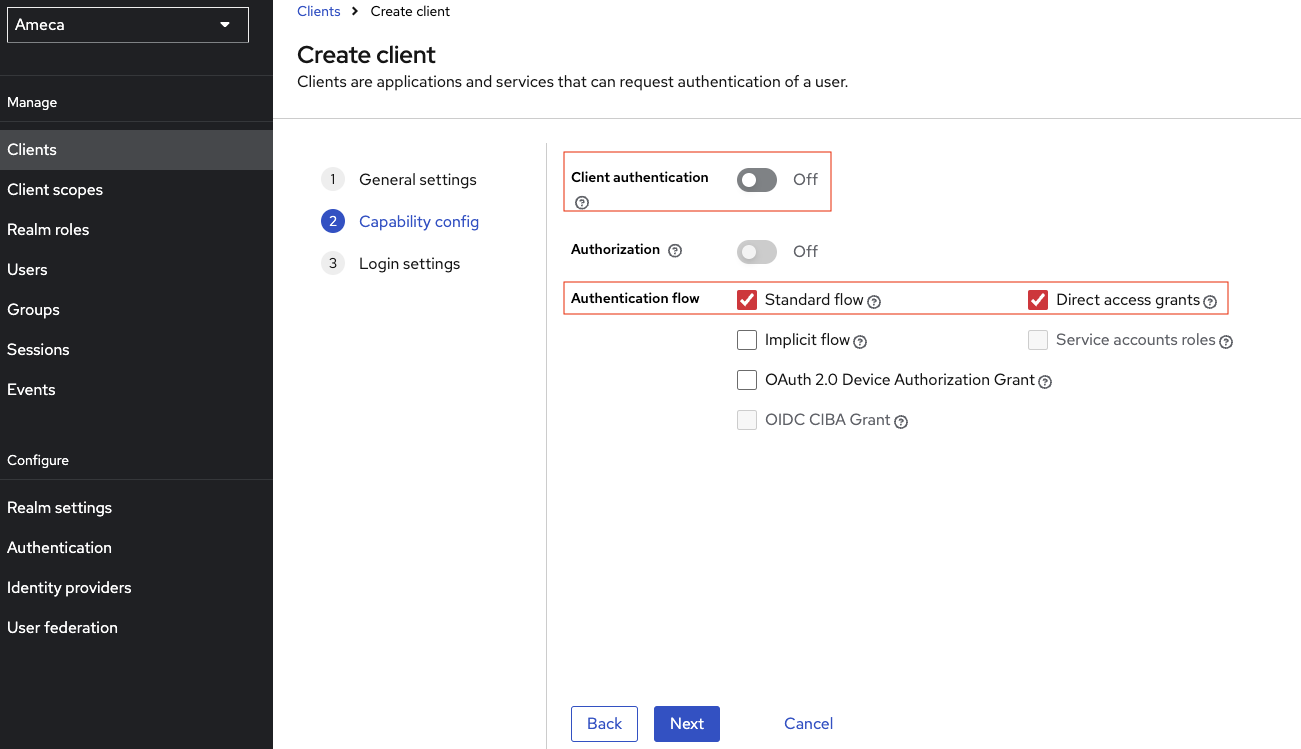 Ameca
Manage
Clients
Client scopes
Realm roles
Users
Groups
Sessions
Events
Configure
Realm settings
Authentication
Identity providers
User federation
Clients > Create client
Create client
Clients are applications and services that can request authentication of a user.
1 General settings
2 Capability config
3 Login settings
Client authentication Off
?
Authorization ? Off
Authentication flow Standard flow ? Direct access grants ?
Implicit flow ? Service accounts roles ?
OAuth 2.0 Device Authorization Grant ?
OIDC CIBA Grant ?
Back Next Cancel